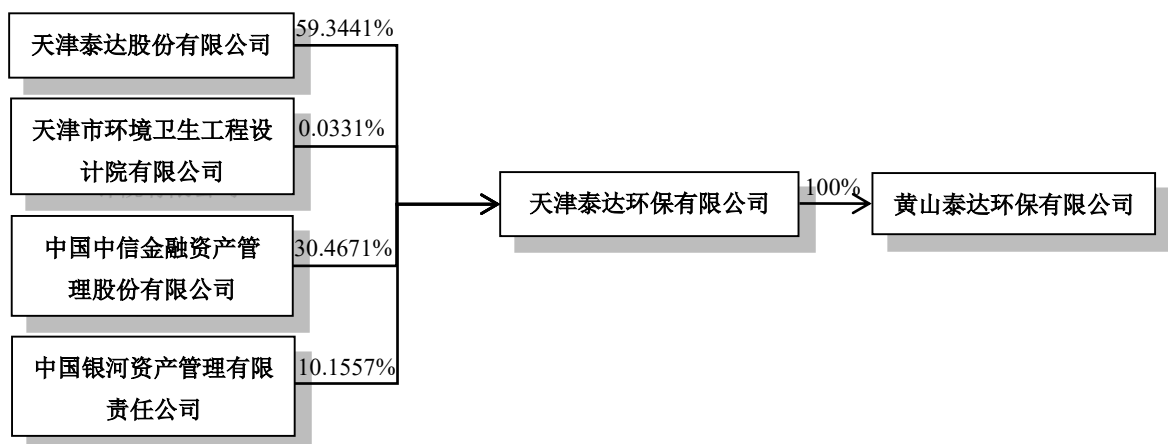 天津泰达股份有限公司
59.3441%
天津市环境卫生工程设
计院有限公司
0.0331%
中国中信金融资产管
理股份有限公司
30.4671%
中国银河资产管理有限
责任公司
10.1557%
天津泰达环保有限公司
100%
黄山泰达环保有限公司